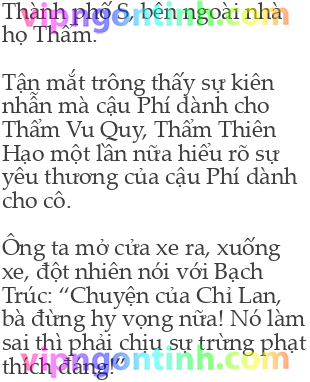 Thành phố S, bên ngoài nhà
họ Thẩm.
Tận mắt trông thấy sự kiên
nhẫn mà cậu Phí dành cho
Thẩm Vu Quy, Thẩm Thiên
Hạo một lần nữa hiểu rõ sự
yêu thương của cậu Phí dành
cho cô.
Ông ta mở cửa xe ra, xuống
xe, đột nhiên nói với Bạch
Trúc: “Chuyện của Chỉ Lan,
bà đừng hy vọng nữa! Nó làm
sai thì phải chịu sự trừng phạt
thích đáng!”
vipngontinh.com
vipngontinh.com